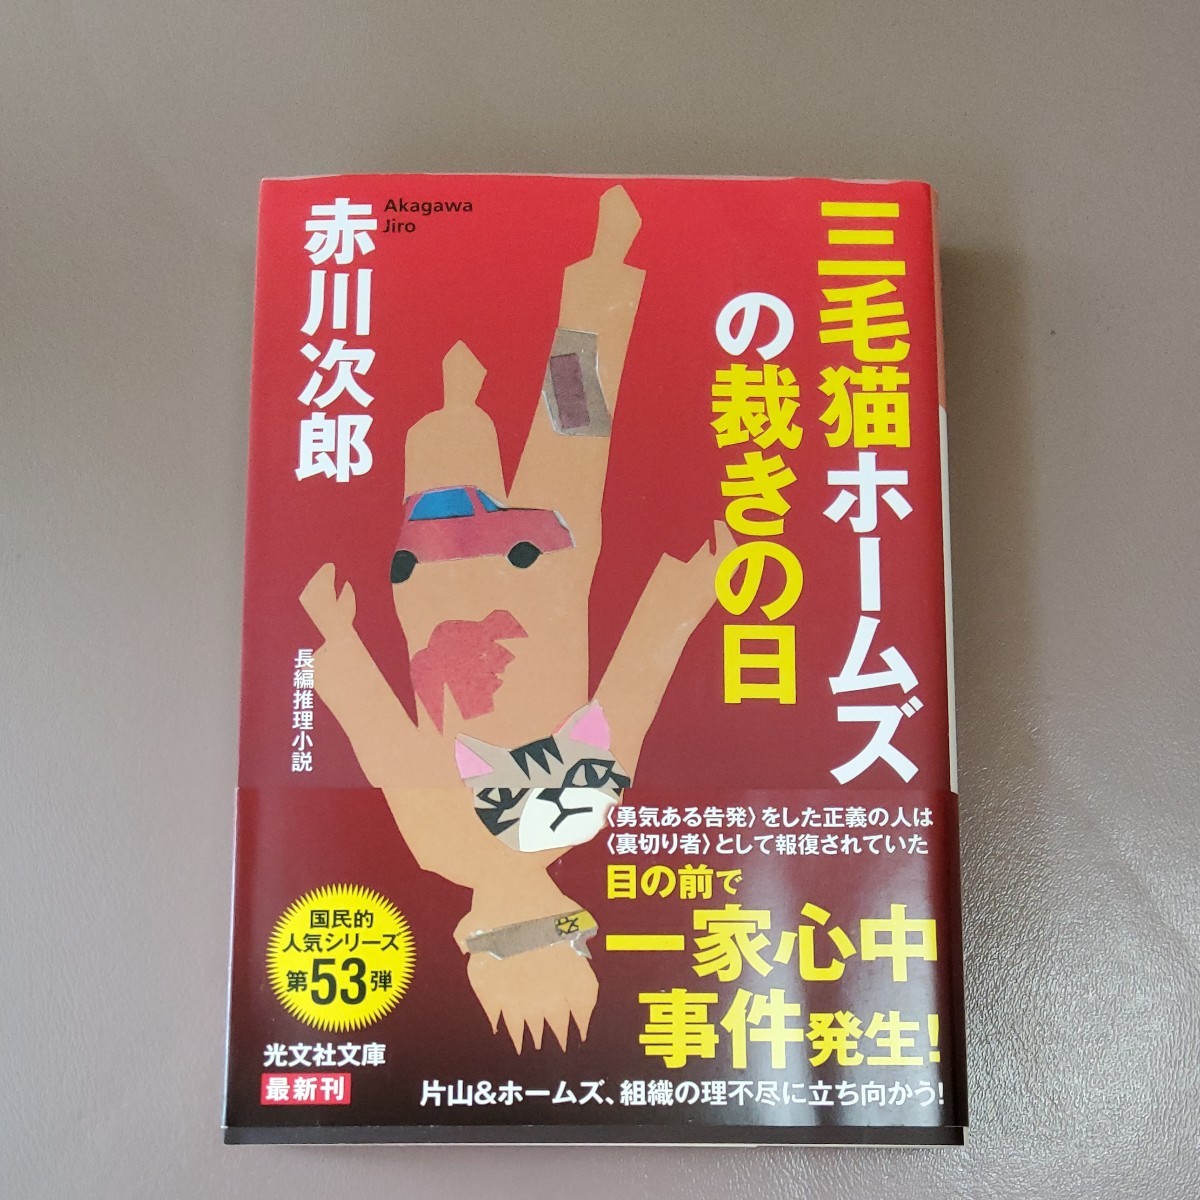 三毛猫ホームズ
の裁きの日
赤川次郎
Akagawa
Jiro
長編推理小説
〈勇気ある告発〉をした正義の人は
〈裏切り者〉として報復されていた
目の前で
一家心中
事件発生!
片山&ホームズ、組織の理不尽に立ち向かう!
国民的
人気シリーズ
第53弾
光文社文庫
最新刊